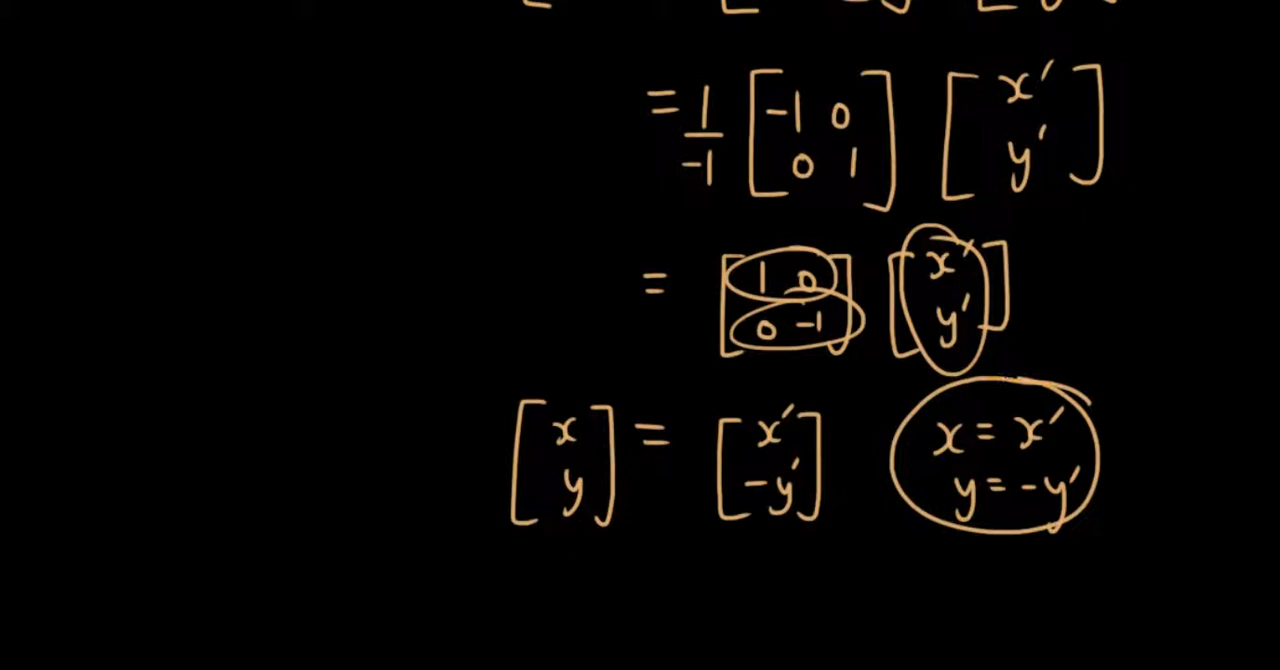 = 1/-1 [-1 0; 0 1] [x′; y′]
= [1 0; 0 -1] [x′; y′]
[x; y] = [x′; -y′] x = x′
y = -y′